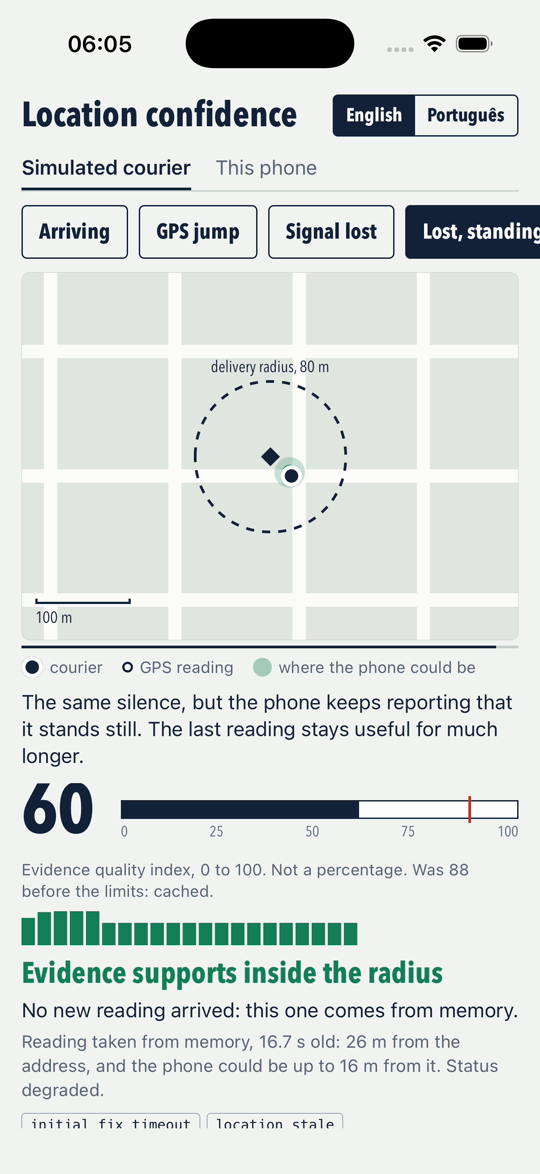 06:05
Location confidence
English
Português
Simulated courier
This phone
Arriving
GPS jump
Signal lost
Lost, standing
delivery radius, 80 m
100 m
courier
GPS reading
where the phone could be
The same silence, but the phone keeps reporting that
it stands still. The last reading stays useful for much
longer.
60
0
25
50
75
100
Evidence quality index, 0 to 100. Not a percentage. Was 88
before the limits: cached.
Evidence supports inside the radius
No new reading arrived: this one comes from memory.
Reading taken from memory, 16.7 s old: 26 m from the
address, and the phone could be up to 16 m from it. Status
degraded.
initial fix timeout
location stale